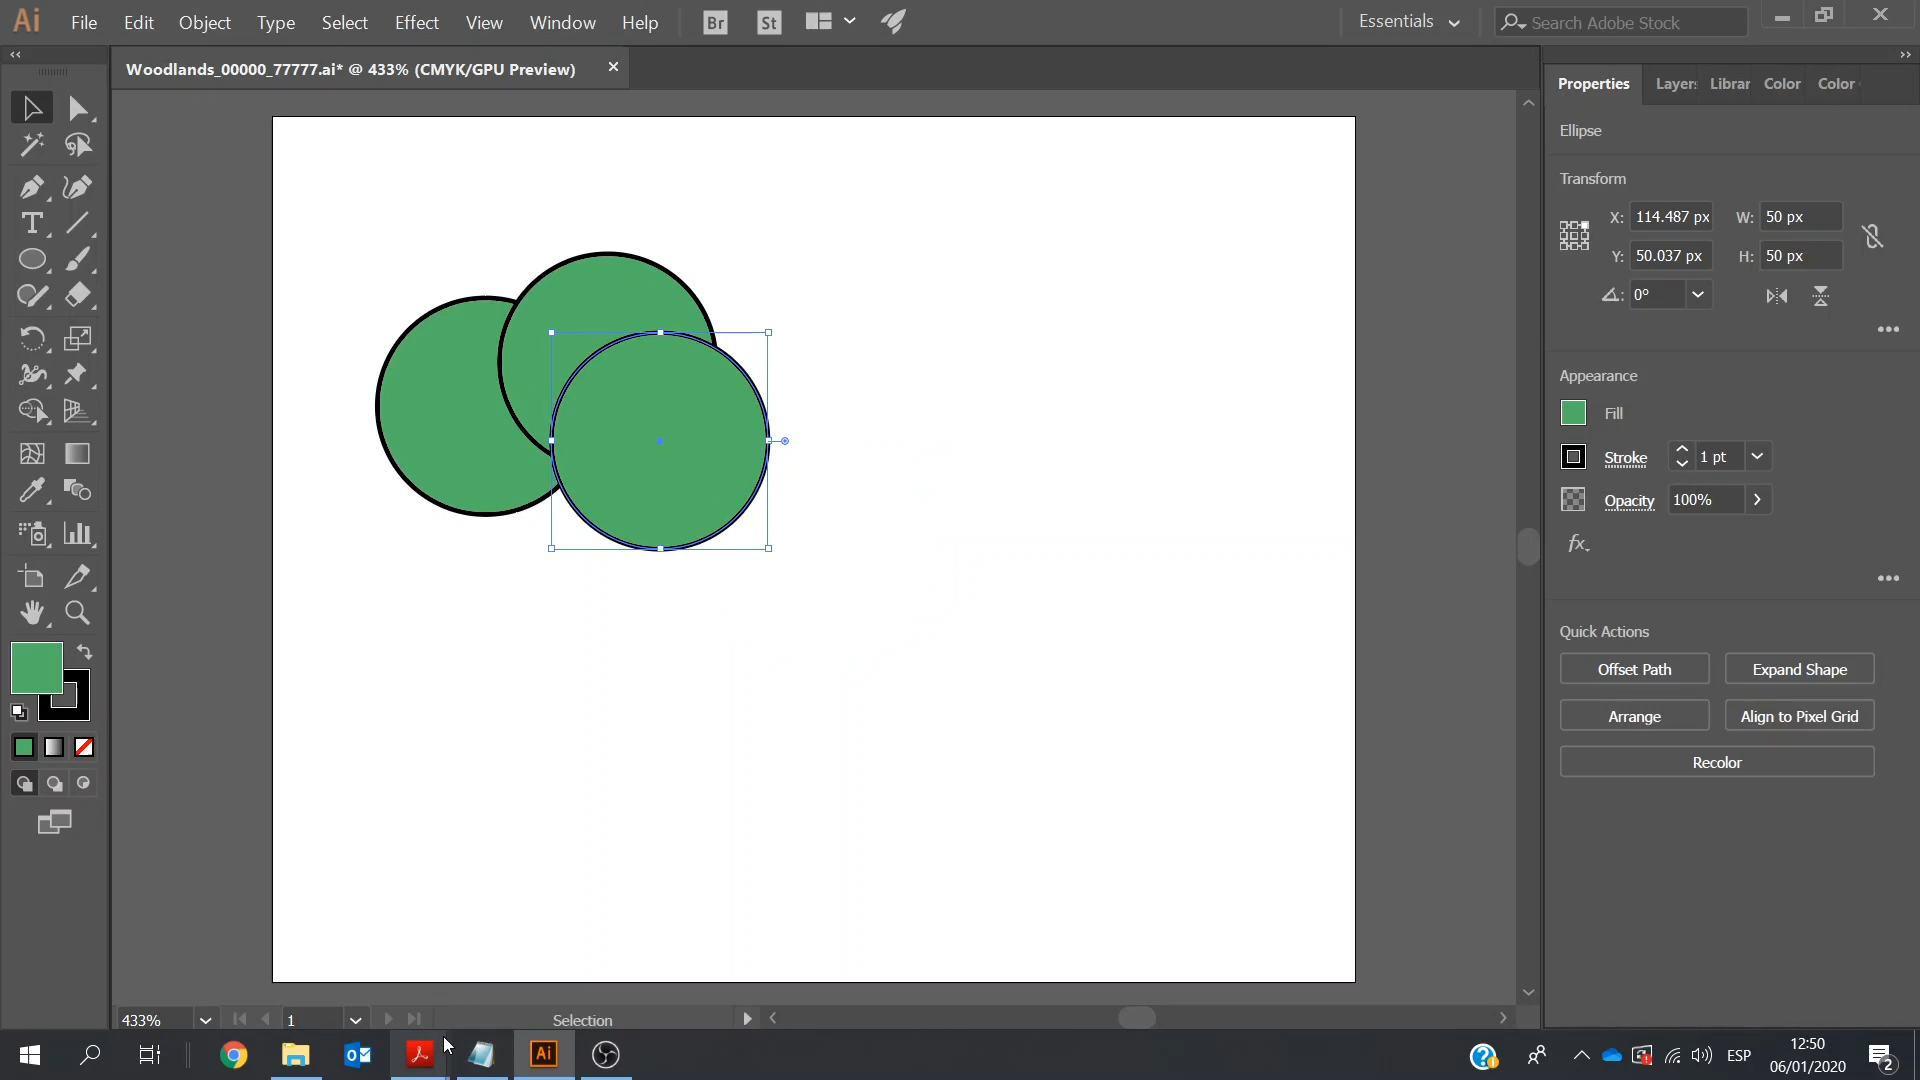 Ai File Edit Object Type Select Effect View Window Help Br St Essentials Search Adobe Stock
Woodlands_00000_77777.ai* @ 433% (CMYK/GPU Preview)
Properties Layer Librar Color Color
Ellipse
Transform
X: 114.487 px W: 50 px
Y: 50.037 px H: 50 px
0°
Appearance
Fill
Stroke 1 pt
Opacity 100%
fx
Quick Actions
Offset Path Expand Shape
Arrange Align to Pixel Grid
Recolor
T
433% 1 Selection
Ai ESP 12:50
06/01/2020 2